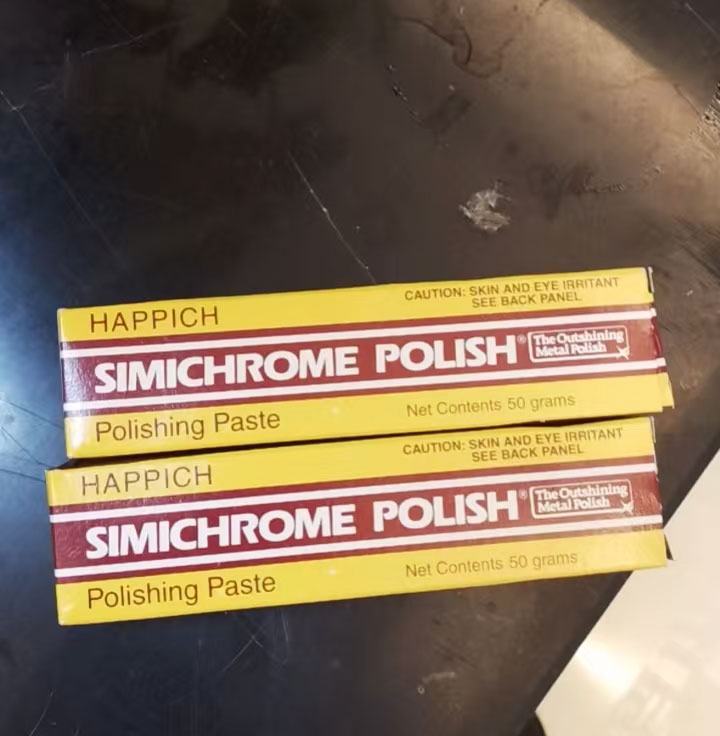 HAPPICH
CAUTION: SKIN AND EYE IRRITANT
SEE BACK PANEL
SIMICHROME POLISH®
The Outshining
Metal Polish
Polishing Paste
Net Contents 50 grams
HAPPICH
CAUTION: SKIN AND EYE IRRITANT
SEE BACK PANEL
SIMICHROME POLISH®
The Outshining
Metal Polish
Polishing Paste
Net Contents 50 grams